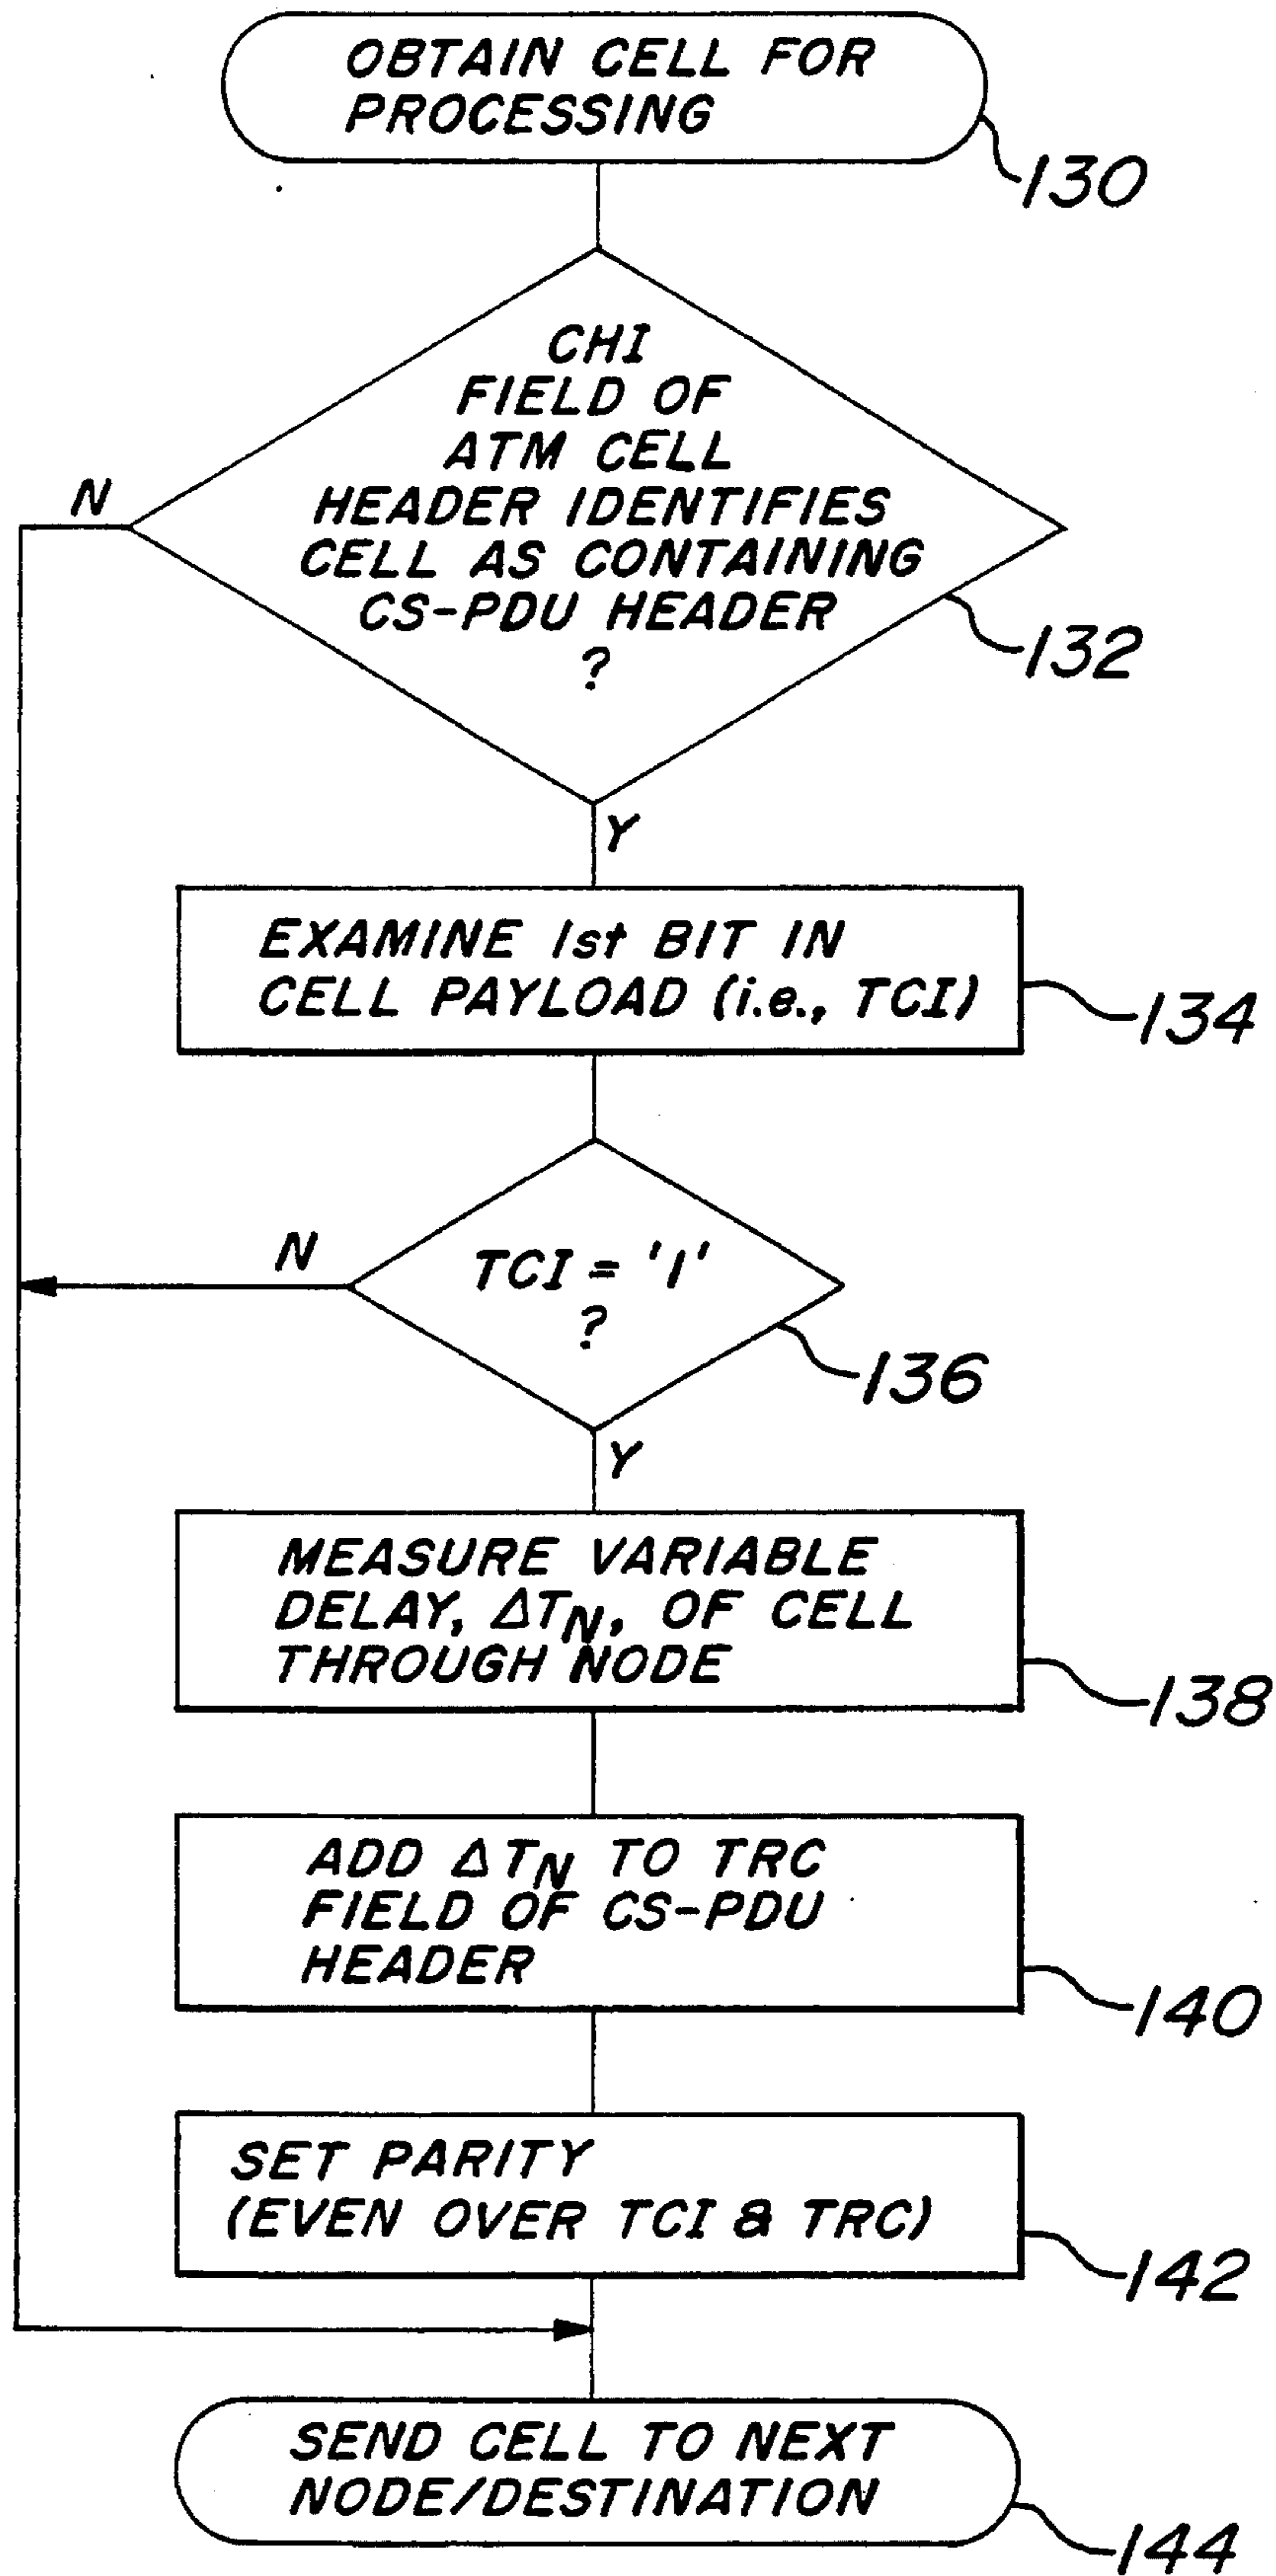 OBTAIN CELL FOR
PROCESSING
130
CHI
FIELD OF
ATM CELL
HEADER IDENTIFIES
CELL AS CONTAINING
CS-PDU HEADER
?
N
132
Y
EXAMINE 1st BIT IN
CELL PAYLOAD (i.e., TCI)
134
N
TCI = '1'
?
136
Y
MEASURE VARIABLE
DELAY, ΔTN, OF CELL
THROUGH NODE
138
ADD ΔTN TO TRC
FIELD OF CS-PDU
HEADER
140
SET PARITY
(EVEN OVER TCI & TRC)
142
SEND CELL TO NEXT
NODE/DESTINATION
144